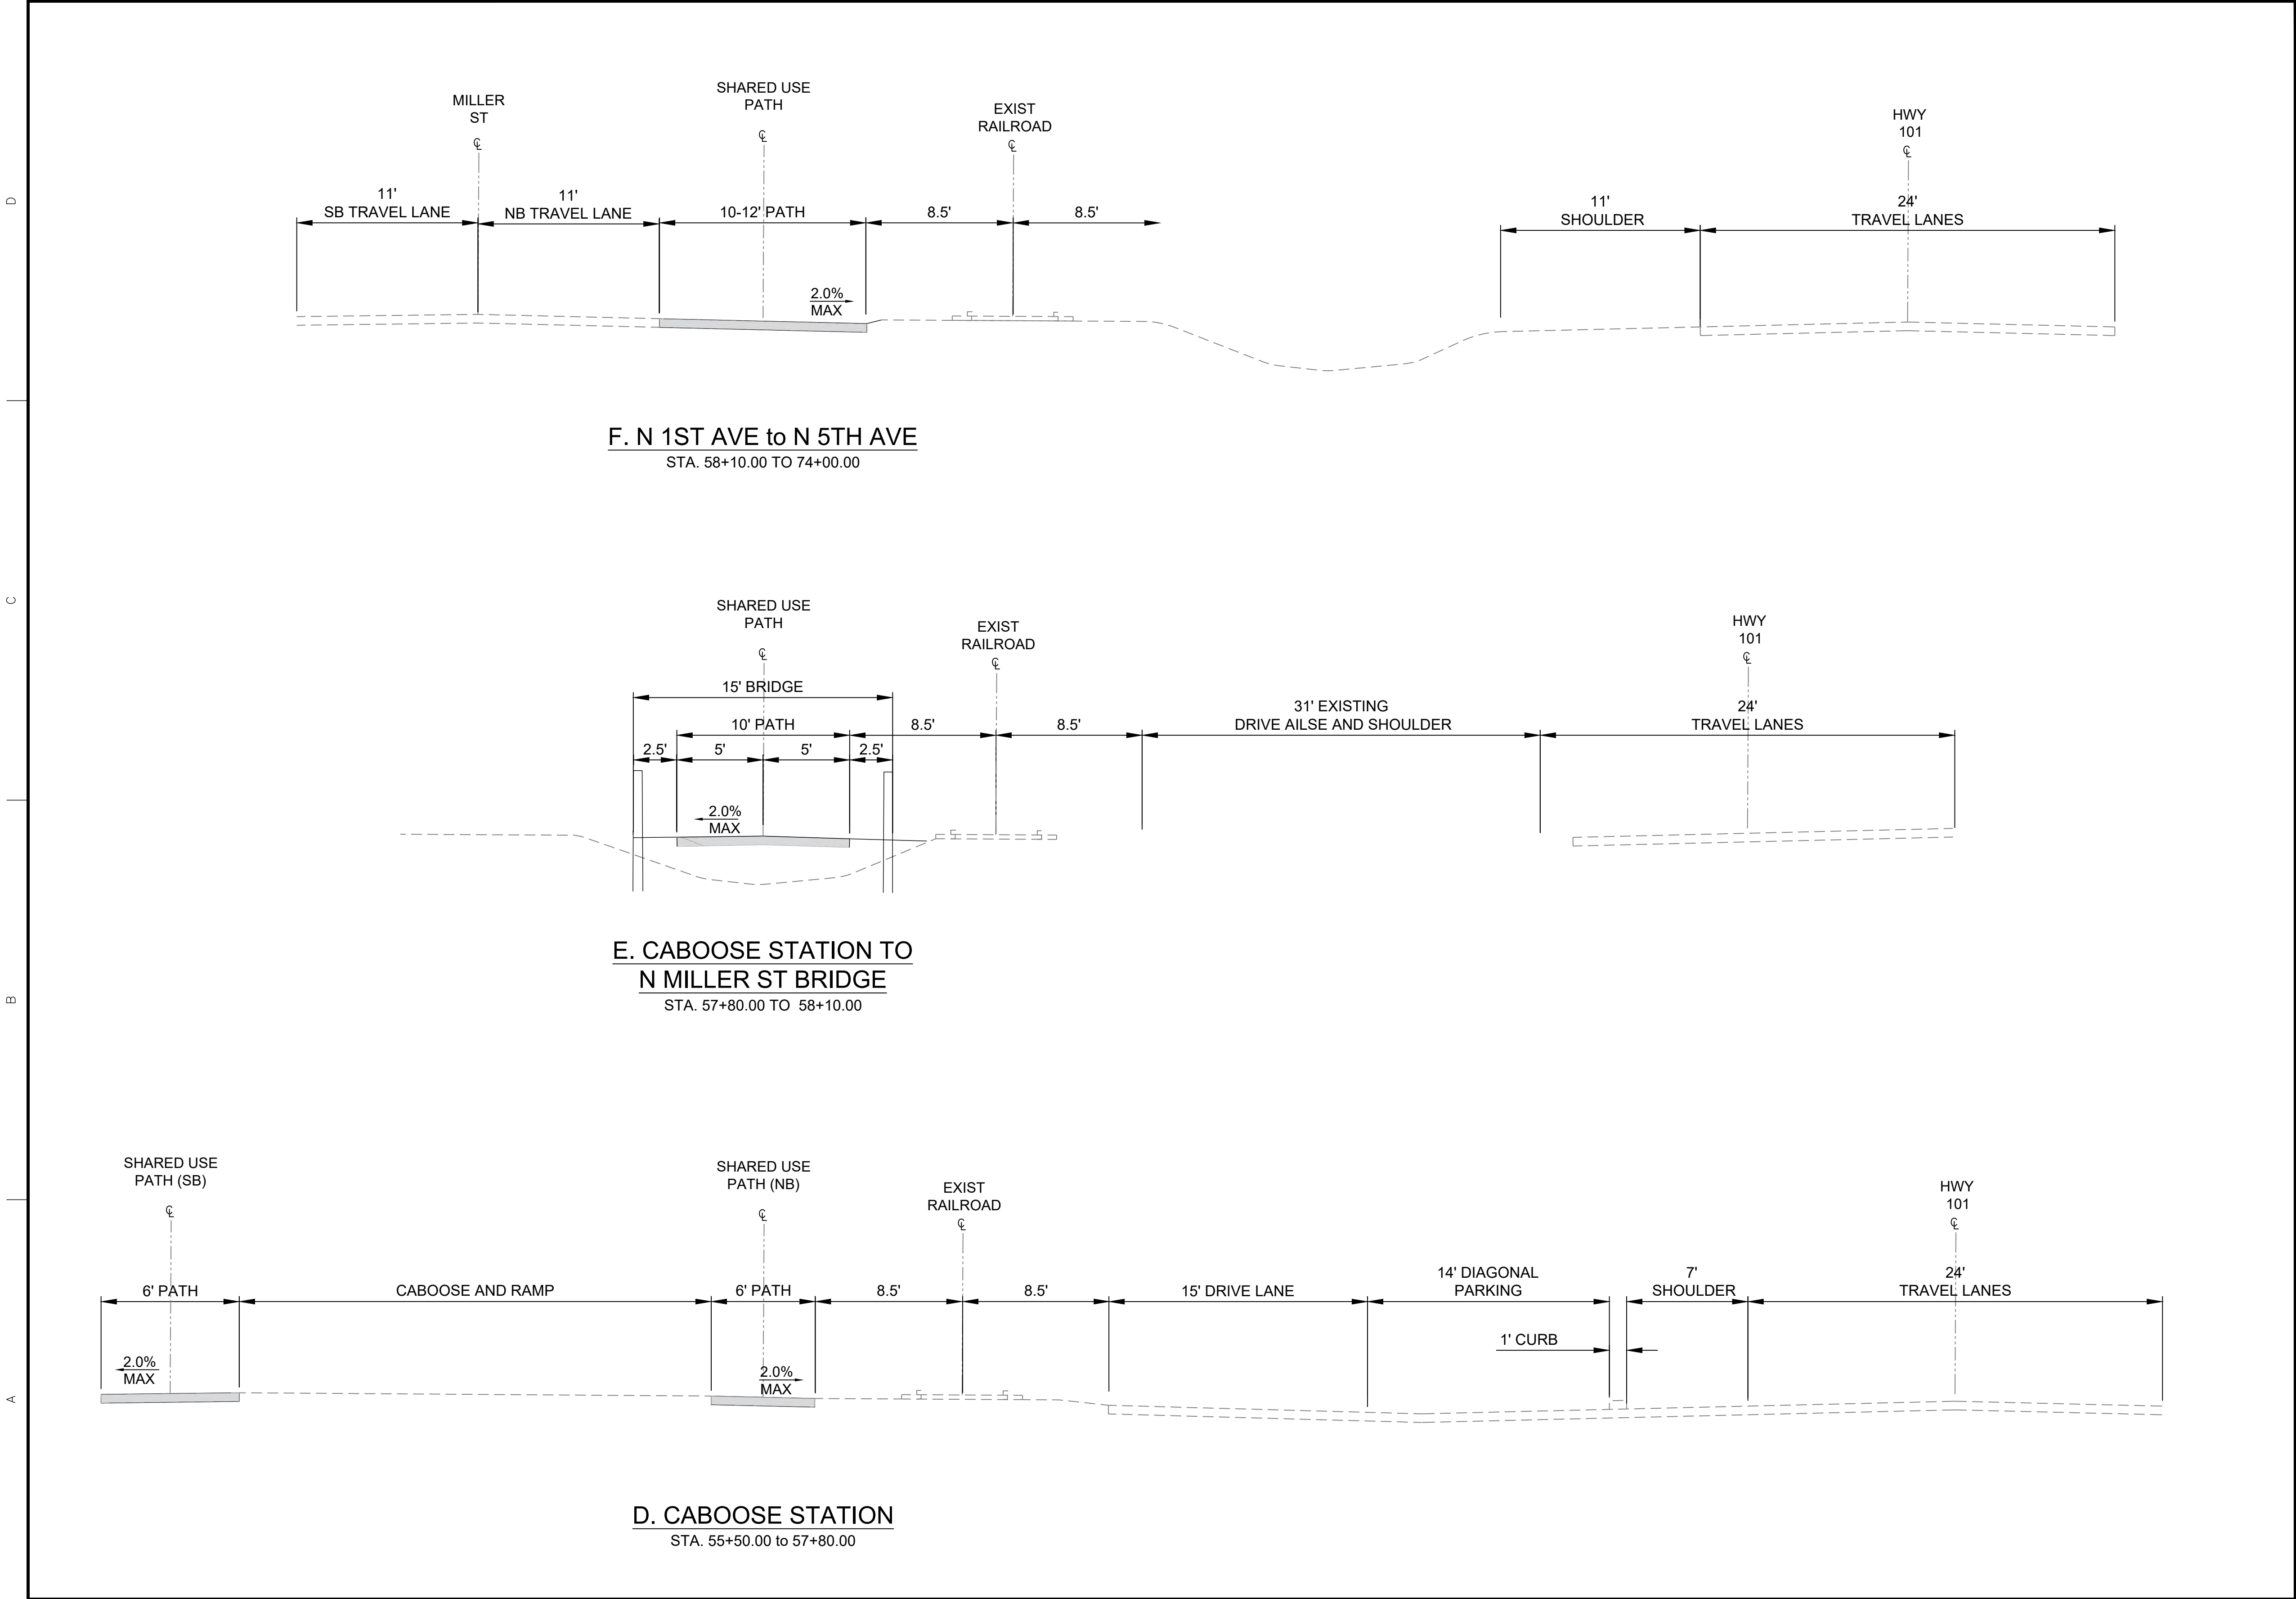 D
C
B
A
MILLER
ST
℄
SHARED USE
PATH
℄
EXIST
RAILROAD
℄
HWY
101
℄
11'
SB TRAVEL LANE
11'
NB TRAVEL LANE
10-12' PATH
8.5'
8.5'
11'
SHOULDER
24'
TRAVEL LANES
2.0%
MAX
F. N 1ST AVE to N 5TH AVE
STA. 58+10.00 TO 74+00.00
SHARED USE
PATH
℄
EXIST
RAILROAD
℄
HWY
101
℄
15' BRIDGE
10' PATH
8.5'
8.5'
31' EXISTING
DRIVE AILSE AND SHOULDER
24'
TRAVEL LANES
2.5'
5'
5'
2.5'
2.0%
MAX
E. CABOOSE STATION TO
N MILLER ST BRIDGE
STA. 57+80.00 TO 58+10.00
SHARED USE
PATH (SB)
℄
SHARED USE
PATH (NB)
℄
EXIST
RAILROAD
℄
HWY
101
℄
6' PATH
CABOOSE AND RAMP
6' PATH
8.5'
8.5'
15' DRIVE LANE
14' DIAGONAL
PARKING
7'
SHOULDER
24'
TRAVEL LANES
1' CURB
2.0%
MAX
2.0%
MAX
D. CABOOSE STATION
STA. 55+50.00 to 57+80.00